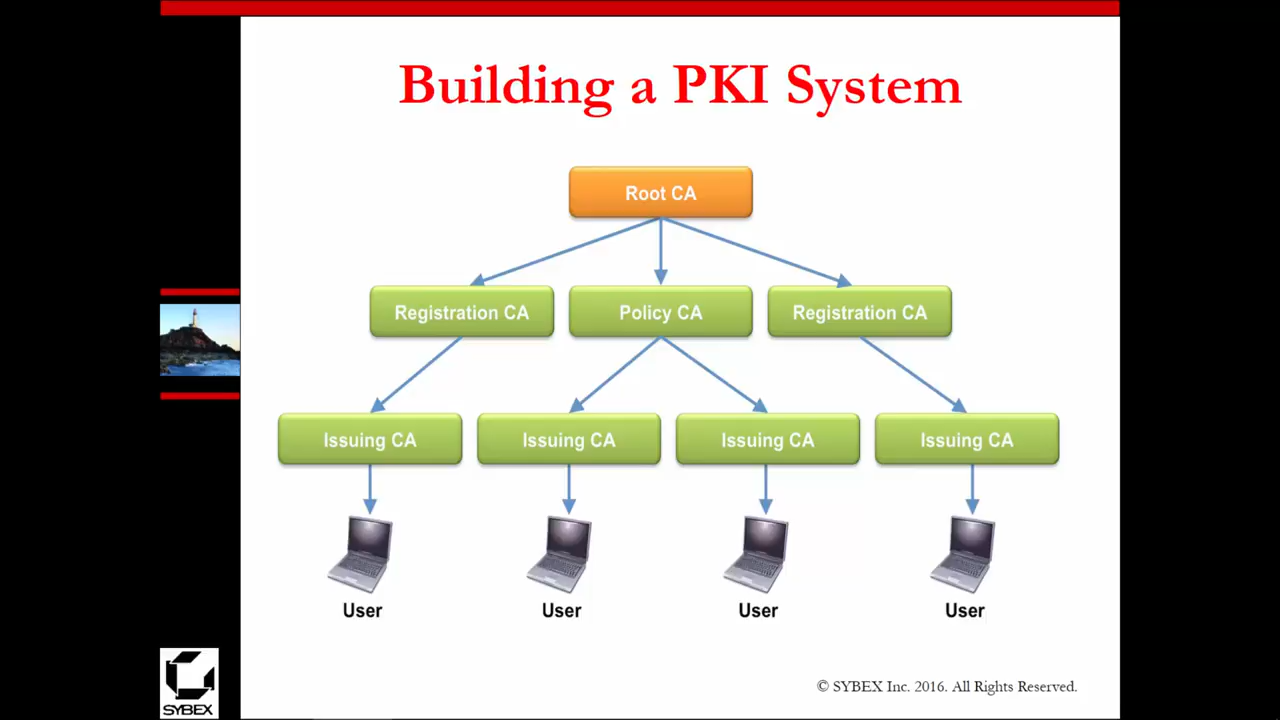 Building a PKI System
Root CA
Registration CA
Policy CA
Registration CA
Issuing CA
Issuing CA
Issuing CA
Issuing CA
User
User
User
User
© SYBEX Inc. 2016. All Rights Reserved.
SYBEX